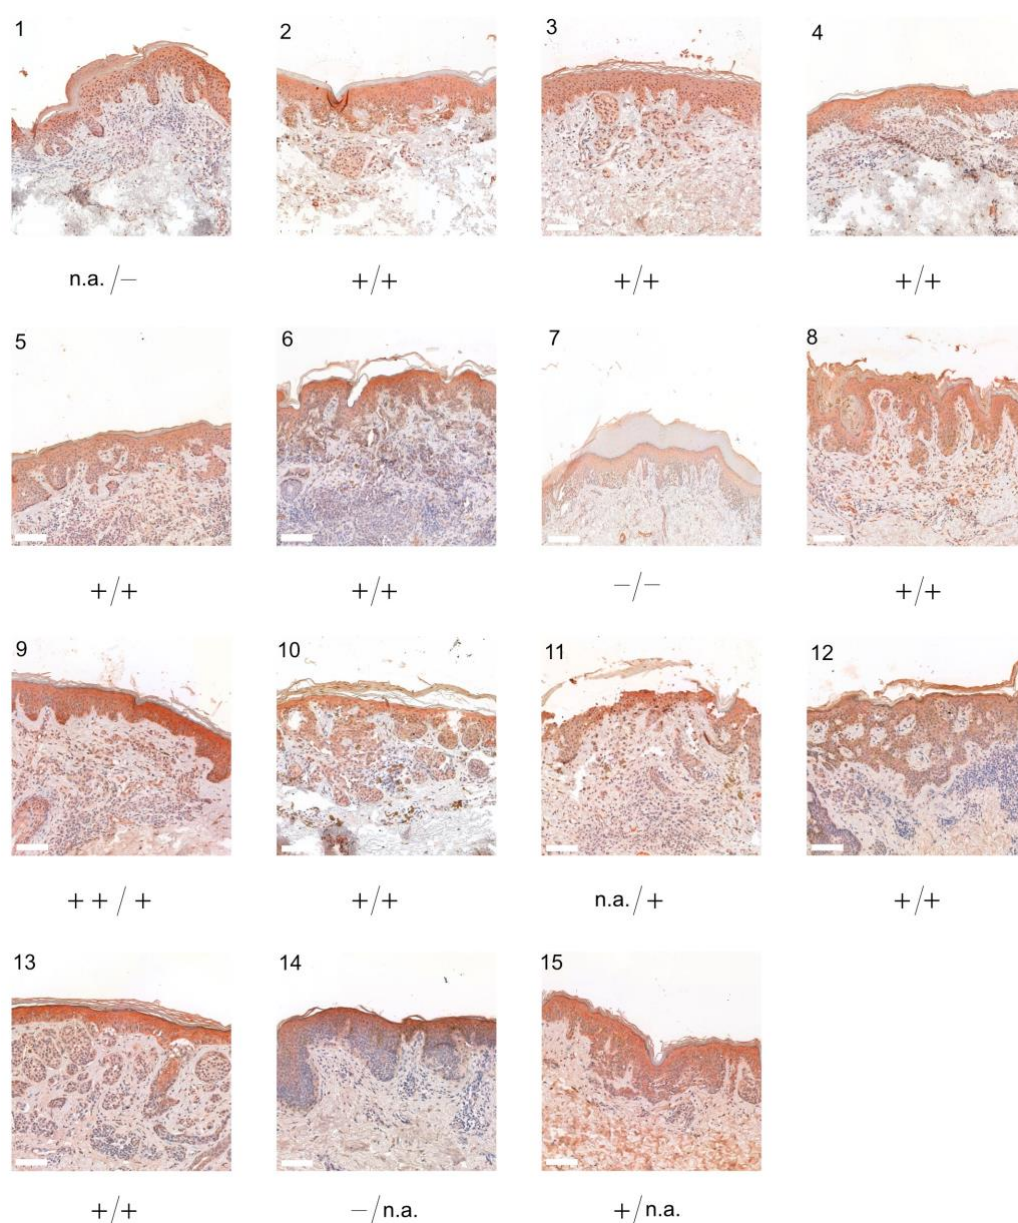 1 2 3 4
n.a. /− +/+ +/+ +/+
5 6 7 8
+/+ +/+ −/− +/+
9 10 11 12
++ / + +/+ n.a. / + +/+
13 14 15
+/+ −/n.a. +/n.a.